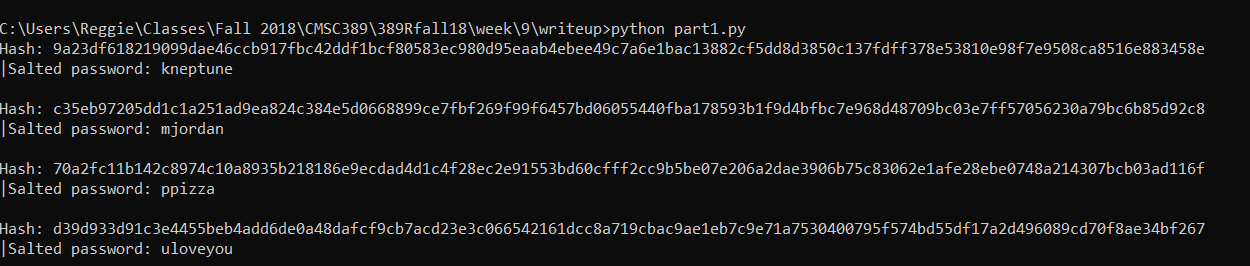 C:\Users\Reggie\Classes\Fall 2018\CMSC389\389Rfall18\week\9\writeup>python part1.py
Hash: 9a23df618219099dae46ccb917fbc42ddf1bcf80583ec980d95eaab4ebee49c7a6e1bac13882cf5dd8d3850c137fdff378e53810e98f7e9508ca8516e883458e
|Salted password: kneptune
Hash: c35eb97205dd1c1a251ad9ea824c384e5d0668899ce7fbf269f99f6457bd06055440fba178593b1f9d4bfbc7e968d48709bc03e7ff57056230a79bc6b85d92c8
|Salted password: mjordan
Hash: 70a2fc11b142c8974c10a8935b218186e9ecdad4d1c4f28ec2e91553bd60cfff2cc9b5be07e206a2dae3906b75c83062e1afe28ebe0748a214307bcb03ad116f
|Salted password: ppizza
Hash: d39d933d91c3e4455beb4add6de0a48dafcf9cb7acd23e3c066542161dcc8a719cbac9ae1eb7c9e71a7530400795f574bd55df17a2d496089cd70f8ae34bf267
|Salted password: uloveyou